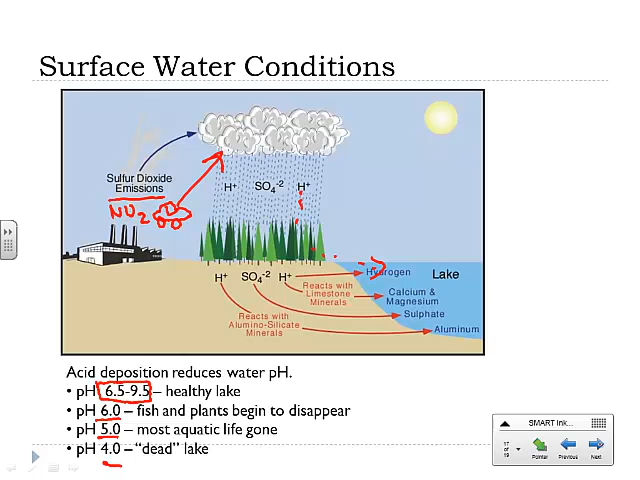 Surface Water Conditions
Sulfur Dioxide
Emissions
NO2
H+ SO4-2 H+
H+ SO4-2 H+
Hydrogen
Lake
Reacts with
Limestone
Minerals
Calcium &
Magnesium
Sulphate
Reacts with
Alumino-Silicate
Minerals
Aluminum
Acid deposition reduces water pH.
• pH 6.5-9.5 – healthy lake
• pH 6.0 – fish and plants begin to disappear
• pH 5.0 – most aquatic life gone
• pH 4.0 – “dead” lake
SMART Ink...
17
of
19
Pointer Previous Next